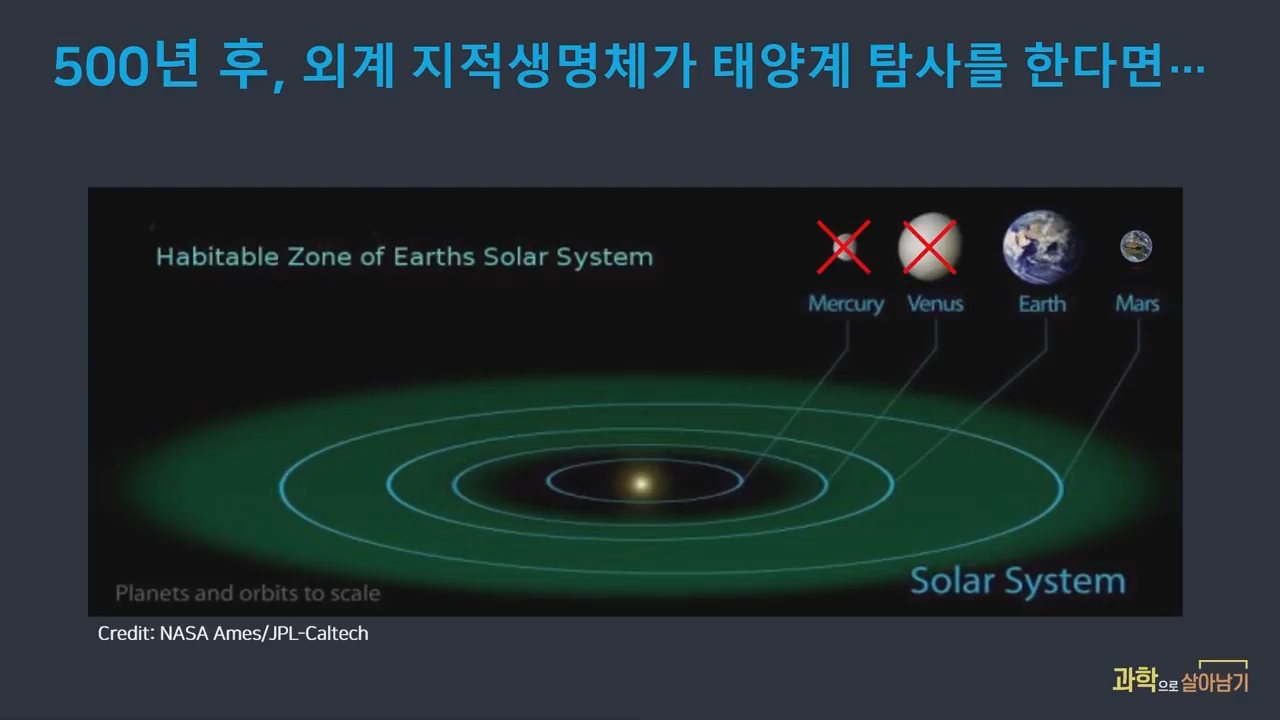 500년 후, 외계 지적생명체가 태양계 탐사를 한다면…
Habitable Zone of Earths Solar System
Mercury Venus Earth Mars
Solar System
Planets and orbits to scale
Credit: NASA Ames/JPL-Caltech
과학으로 살아남기